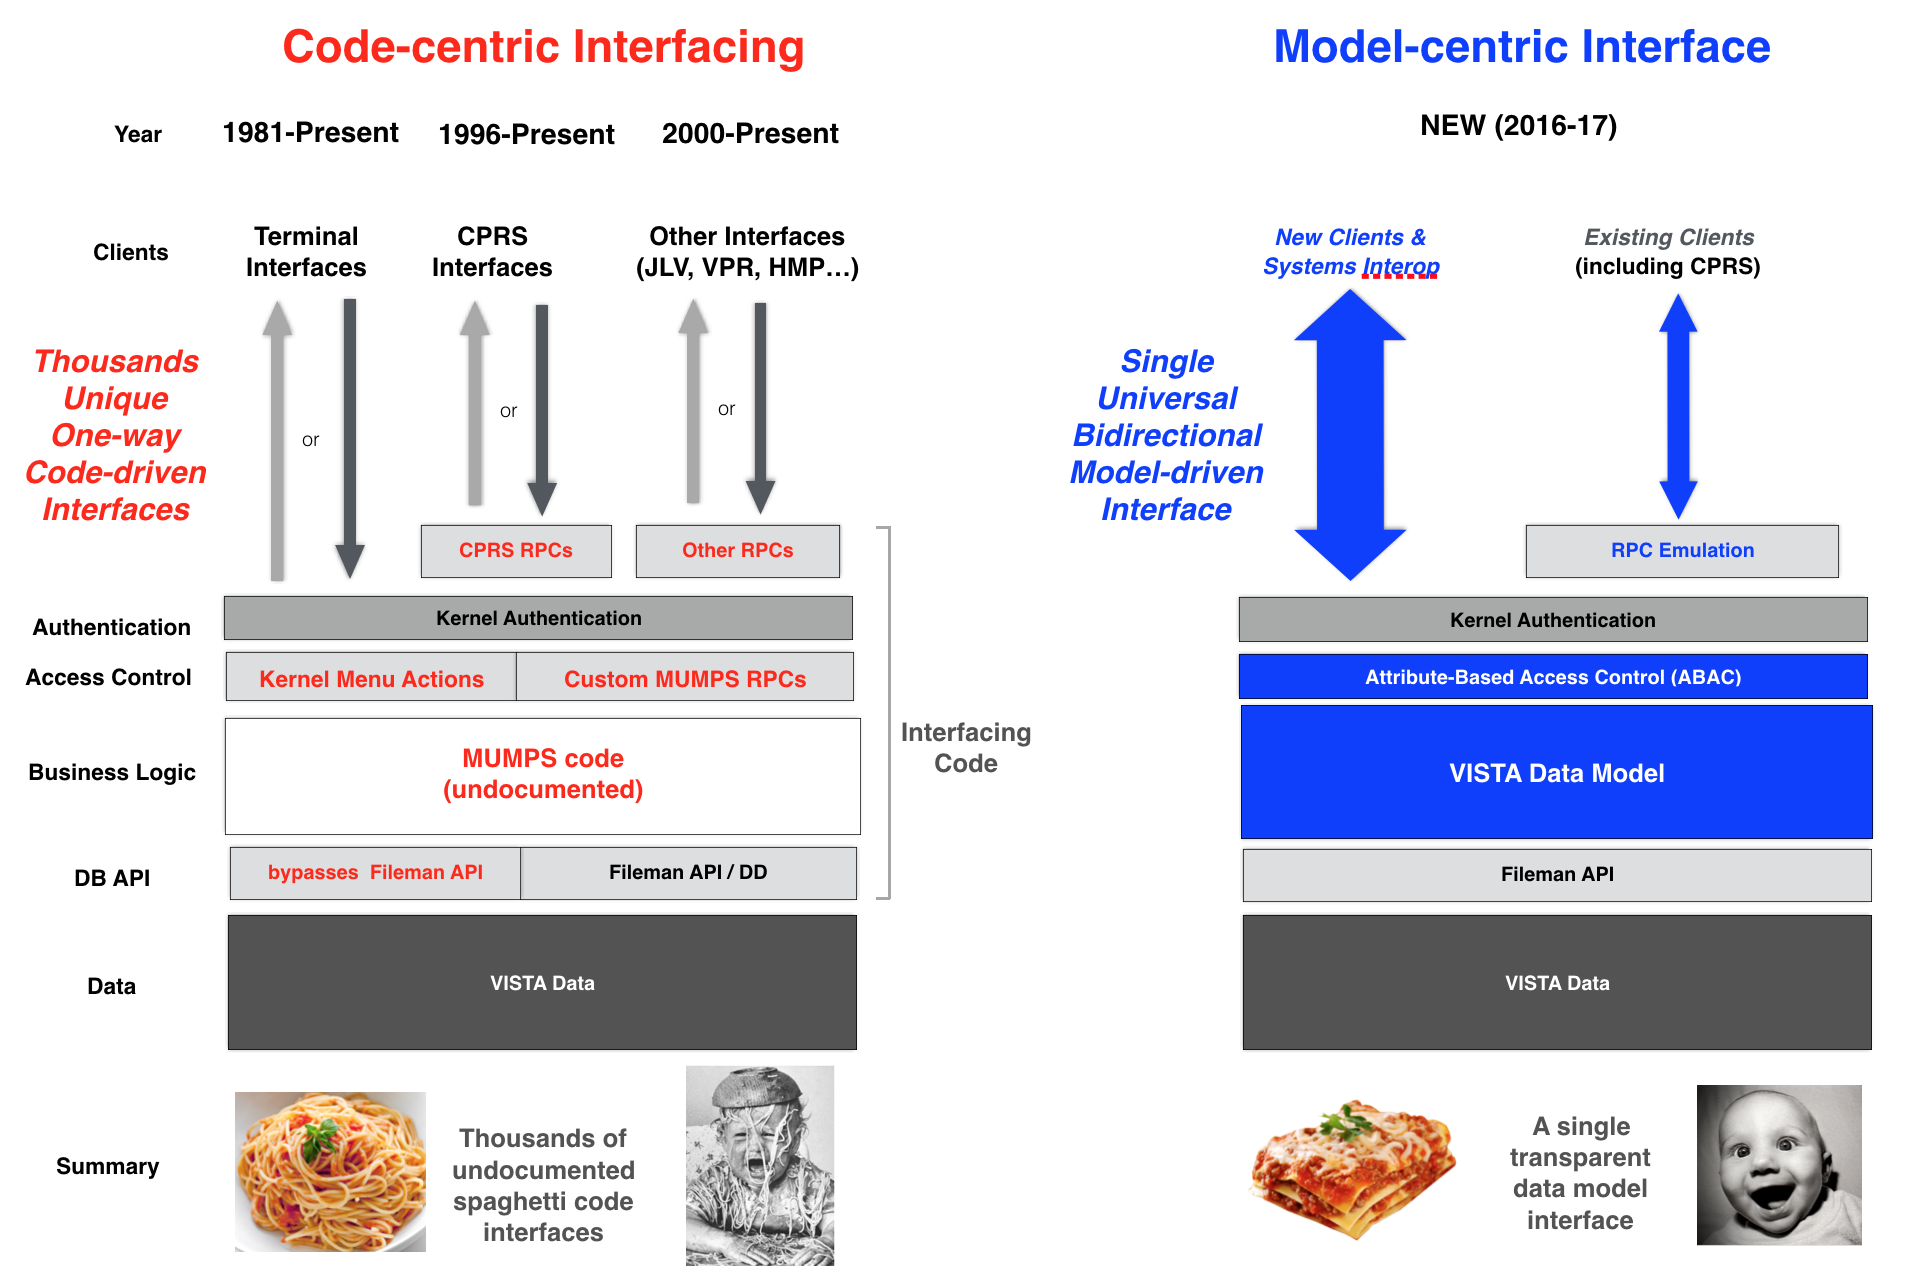 Code-centric Interfacing
Model-centric Interface
Year
1981-Present
1996-Present
2000-Present
NEW (2016-17)
Clients
Terminal
Interfaces
CPRS
Interfaces
Other Interfaces
(JLV, VPR, HMP…)
New Clients &
Systems Interop
Existing Clients
(including CPRS)
Thousands
Unique
One-way
Code-driven
Interfaces
or
or
or
Single
Universal
Bidirectional
Model-driven
Interface
CPRS RPCs
Other RPCs
RPC Emulation
Authentication
Kernel Authentication
Kernel Authentication
Access Control
Kernel Menu Actions
Custom MUMPS RPCs
Attribute-Based Access Control (ABAC)
Business Logic
MUMPS code
(undocumented)
Interfacing
Code
VISTA Data Model
DB API
bypasses  Fileman API
Fileman API / DD
Fileman API
Data
VISTA Data
VISTA Data
Summary
Thousands of
undocumented
spaghetti code
interfaces
A single
transparent
data model
interface